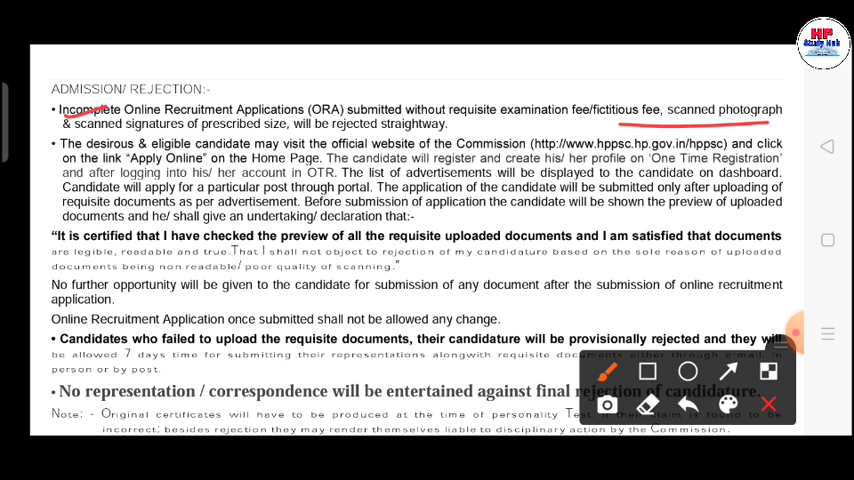 HP
Study Hub
ADMISSION/ REJECTION:-
• Incomplete Online Recruitment Applications (ORA) submitted without requisite examination fee/fictitious fee, scanned photograph
& scanned signatures of prescribed size, will be rejected straightway.
• The desirous & eligible candidate may visit the official website of the Commission (http://www.hppsc.hp.gov.in/hppsc) and click
on the link “Apply Online” on the Home Page. The candidate will register and create his/ her profile on ‘One Time Registration’
and after logging into his/ her account in OTR. The list of advertisements will be displayed to the candidate on dashboard.
Candidate will apply for a particular post through portal. The application of the candidate will be submitted only after uploading of
requisite documents as per advertisement. Before submission of application the candidate will be shown the preview of uploaded
documents and he/ shall give an undertaking/ declaration that:-
“It is certified that I have checked the preview of all the requisite uploaded documents and I am satisfied that documents
are legible, readable and true.That I shall not object to rejection of my candidature based on the sole reason of uploaded
documents being non readable/ poor quality of scanning.”
No further opportunity will be given to the candidate for submission of any document after the submission of online recruitment
application.
Online Recruitment Application once submitted shall not be allowed any change.
• Candidates who failed to upload the requisite documents, their candidature will be provisionally rejected and they will
be allowed 7 days time for submitting their representations alongwith requisite documents either through e-mail, in
person or by post.
• No representation / correspondence will be entertained against final rejection of candidature.
Note: - Original certificates will have to be produced at the time of personality Test. If their claim is found to be
incorrect; besides rejection they may render themselves liable to disciplinary action by the Commission.